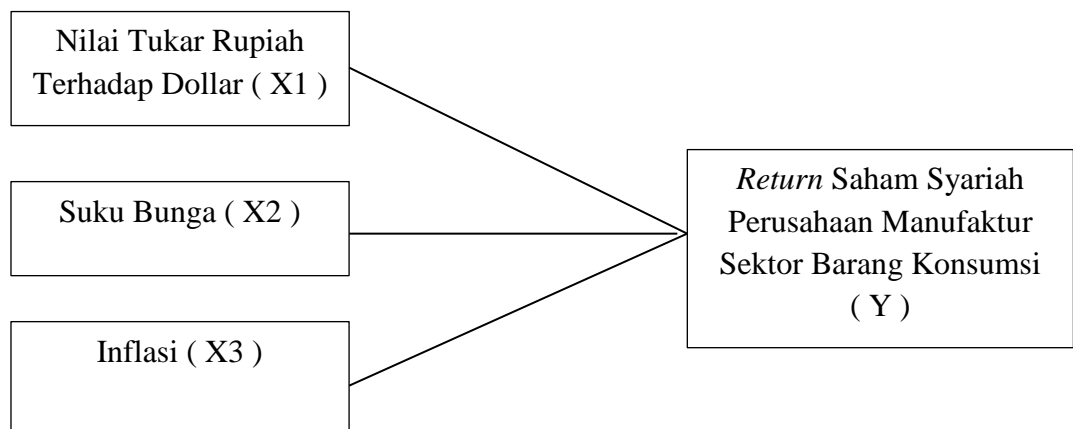 Nilai Tukar Rupiah
Terhadap Dollar ( X1 )
Suku Bunga ( X2 )
Inflasi ( X3 )
Return Saham Syariah
Perusahaan Manufaktur
Sektor Barang Konsumsi
( Y )